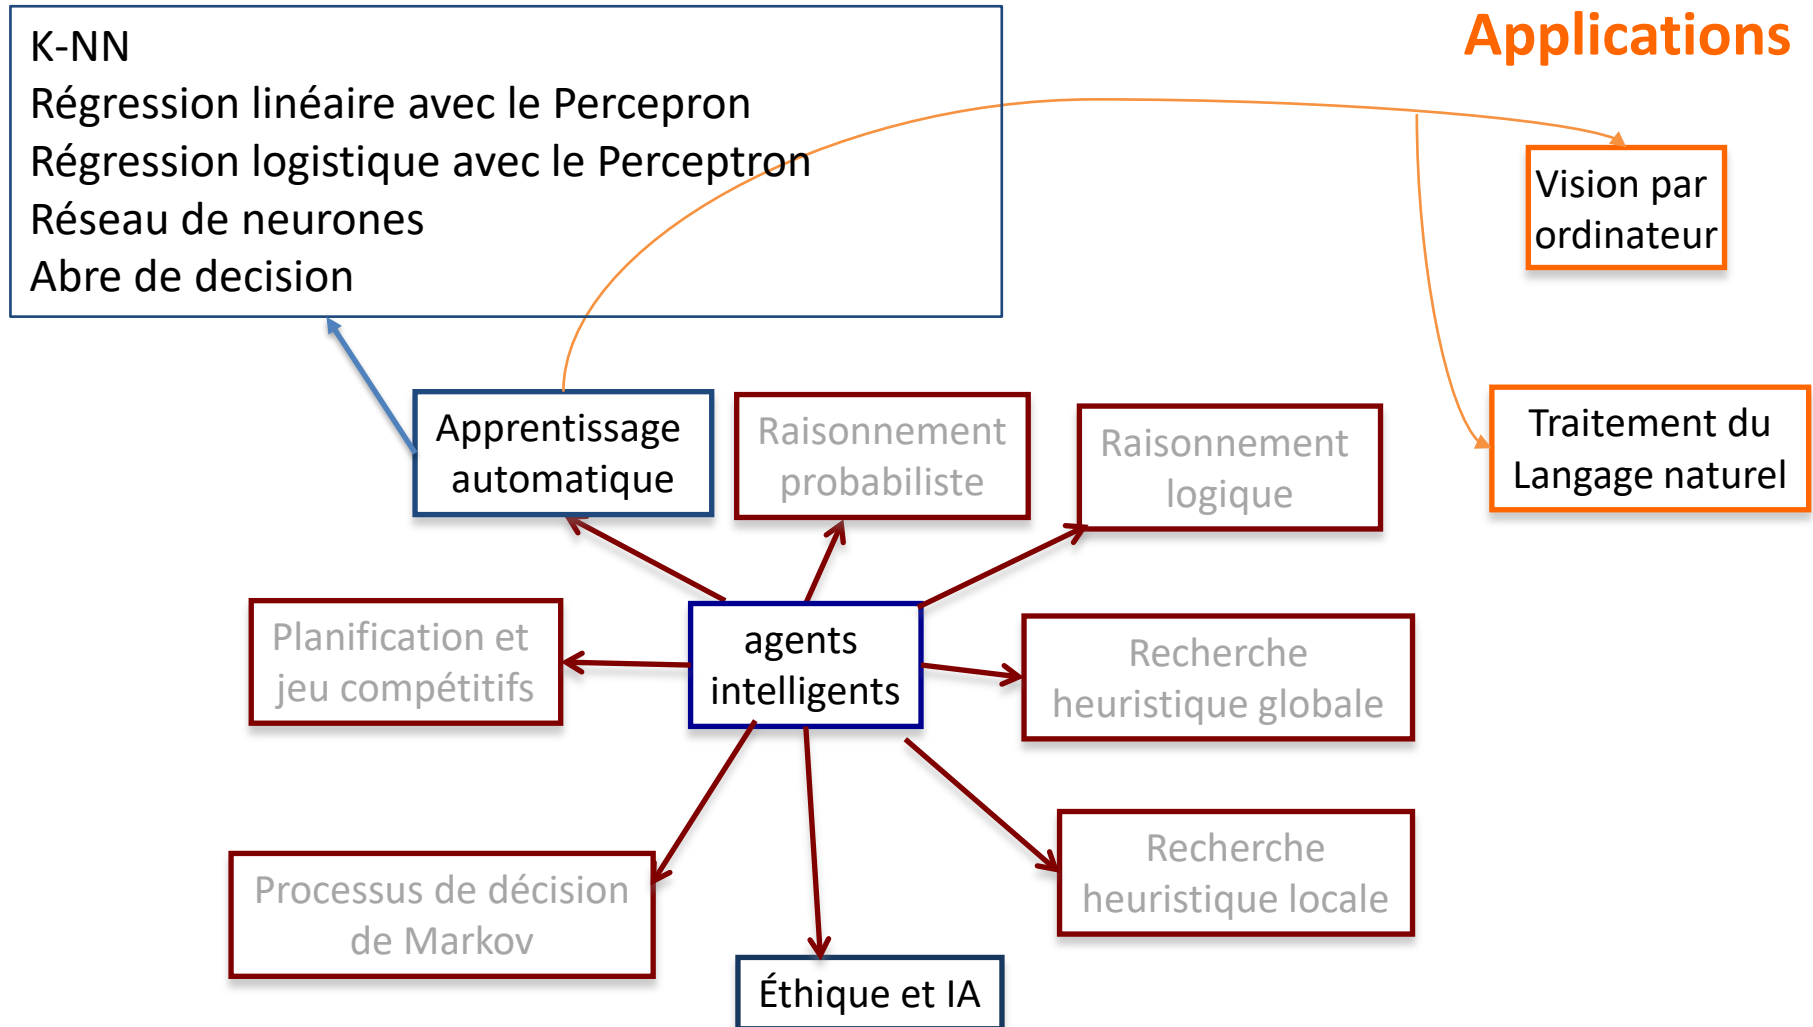 Applications
K-NN
Régression linéaire avec le Percepron
Régression logistique avec le Perceptron
Réseau de neurones
Abre de decision
Vision par
ordinateur
Apprentissage
automatique
Raisonnement
probabiliste
Raisonnement
logique
Traitement du
Langage naturel
Planification et
jeu compétitifs
agents
intelligents
Recherche
heuristique globale
Processus de décision
de Markov
Recherche
heuristique locale
Éthique et IA